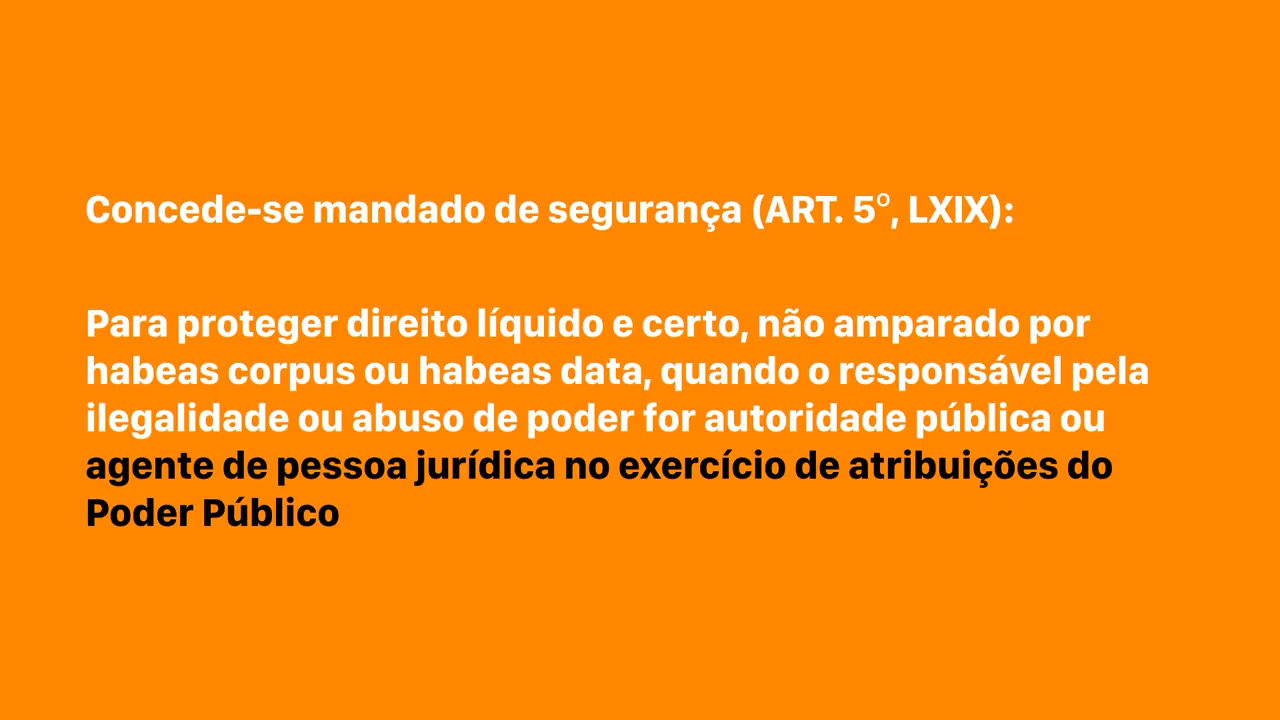 Concede-se mandado de segurança (ART. 5º, LXIX):
Para proteger direito líquido e certo, não amparado por
habeas corpus ou habeas data, quando o responsável pela
ilegalidade ou abuso de poder for autoridade pública ou
agente de pessoa jurídica no exercício de atribuições do
Poder Público